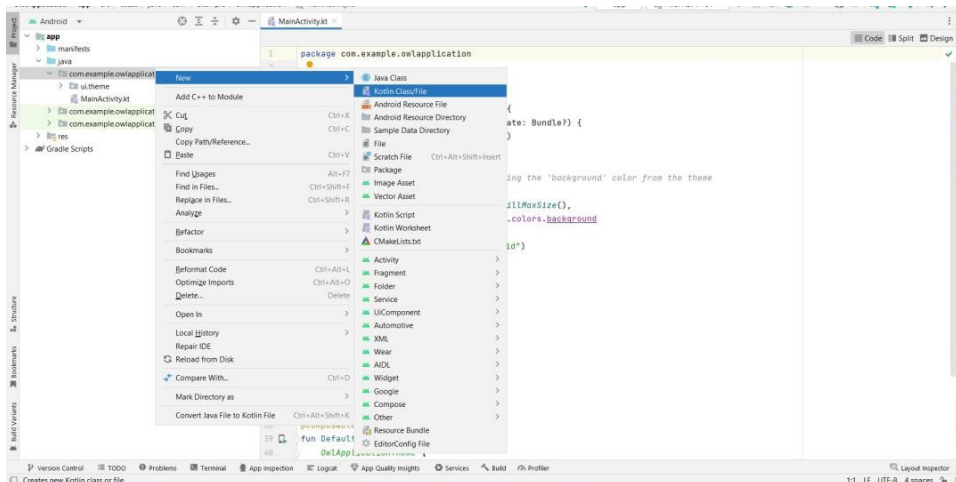 Android
MainActivity.kt
Project
Code
Split
Design
app
manifests
java
com.example.owlapplicat
ui.theme
MainActivity.kt
com.example.owlapplicat
com.example.owlapplicat
res
Gradle Scripts
Resource Manager
Structure
Bookmarks
Build Variants
1 package com.example.owlapplication
{
ate: Bundle?) {
)
ing the 'background' color from the theme
illMaxSize(),
.colors.background
id")
39 fun Default
40 OwlApplicationTheme {
New
Add C++ to Module
Cut Ctrl+X
Copy Ctrl+C
Copy Path/Reference...
Paste Ctrl+V
Find Usages Alt+F7
Find in Files... Ctrl+Shift+F
Replace in Files... Ctrl+Shift+R
Analyze
Refactor
Bookmarks
Reformat Code Ctrl+Alt+L
Optimize Imports Ctrl+Alt+O
Delete... Delete
Open In
Local History
Repair IDE
Reload from Disk
Compare With... Ctrl+D
Mark Directory as
Convert Java File to Kotlin File Ctrl+Alt+Shift+K
Java Class
Kotlin Class/File
Android Resource File
Android Resource Directory
Sample Data Directory
File
Scratch File Ctrl+Alt+Shift+Insert
Package
Image Asset
Vector Asset
Kotlin Script
Kotlin Worksheet
CMakeLists.txt
Activity
Fragment
Folder
Service
UiComponent
Automotive
XML
Wear
AIDL
Widget
Google
Compose
Other
Resource Bundle
EditorConfig File
Version Control
TODO
Problems
Terminal
App Inspection
Logcat
App Quality Insights
Services
Build
Profiler
Layout Inspector
Creates new Kotlin class or file
1:1 LF UTF-8 4 spaces